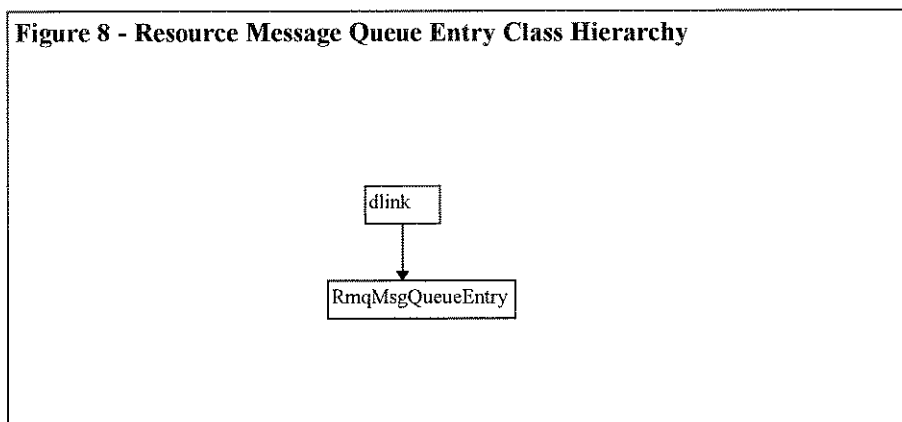 Figure 8 - Resource Message Queue Entry Class Hierarchy
dlink
RmqMsgQueueEntry